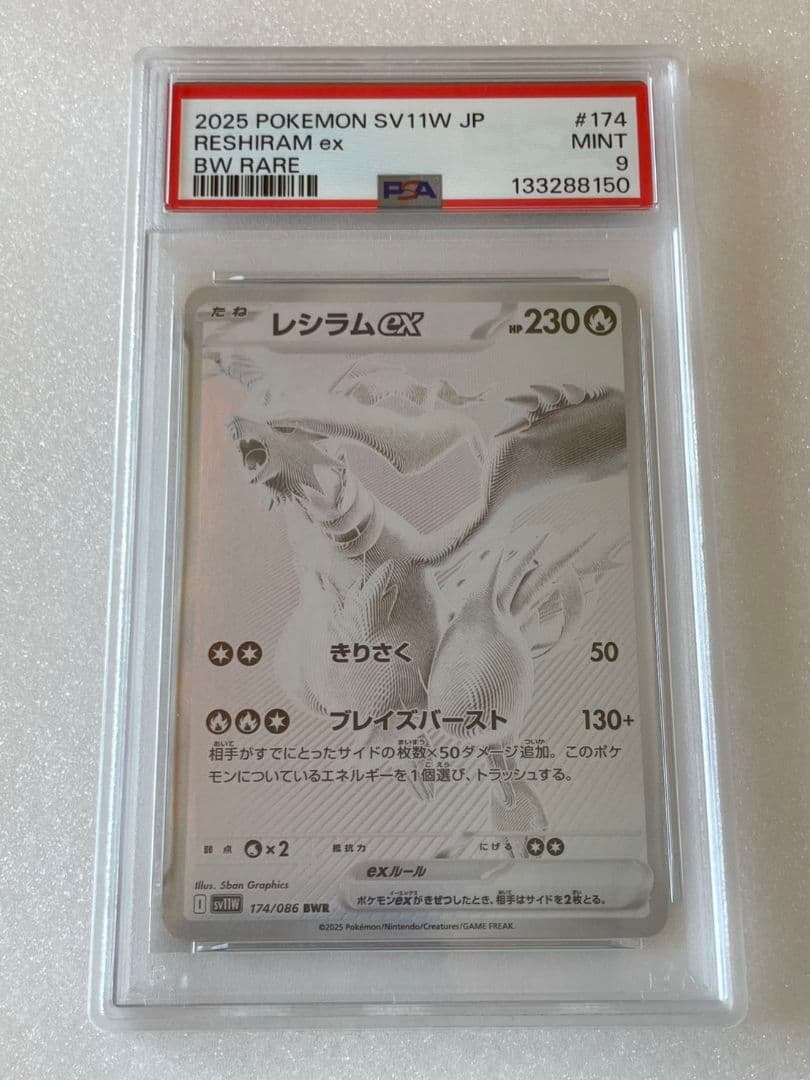 2025 POKEMON SV11W JP #174
RESHIRAM ex MINT
BW RARE 9
PSA 133288150
たね レシラムex HP 230
きりさく 50
ブレイズバースト 130+
相手がすでにとったサイドの枚数×50ダメージ追加。このポケ
モンについているエネルギーを1個選び、トラッシュする。
弱点 ×2 抵抗力 にげる
exルール
Illus. 5ban Graphics
ポケモンexがきぜつしたとき、相手はサイドを2枚とる。
I sv11W 174/086 BWR
©2025 Pokémon/Nintendo/Creatures/GAME FREAK.